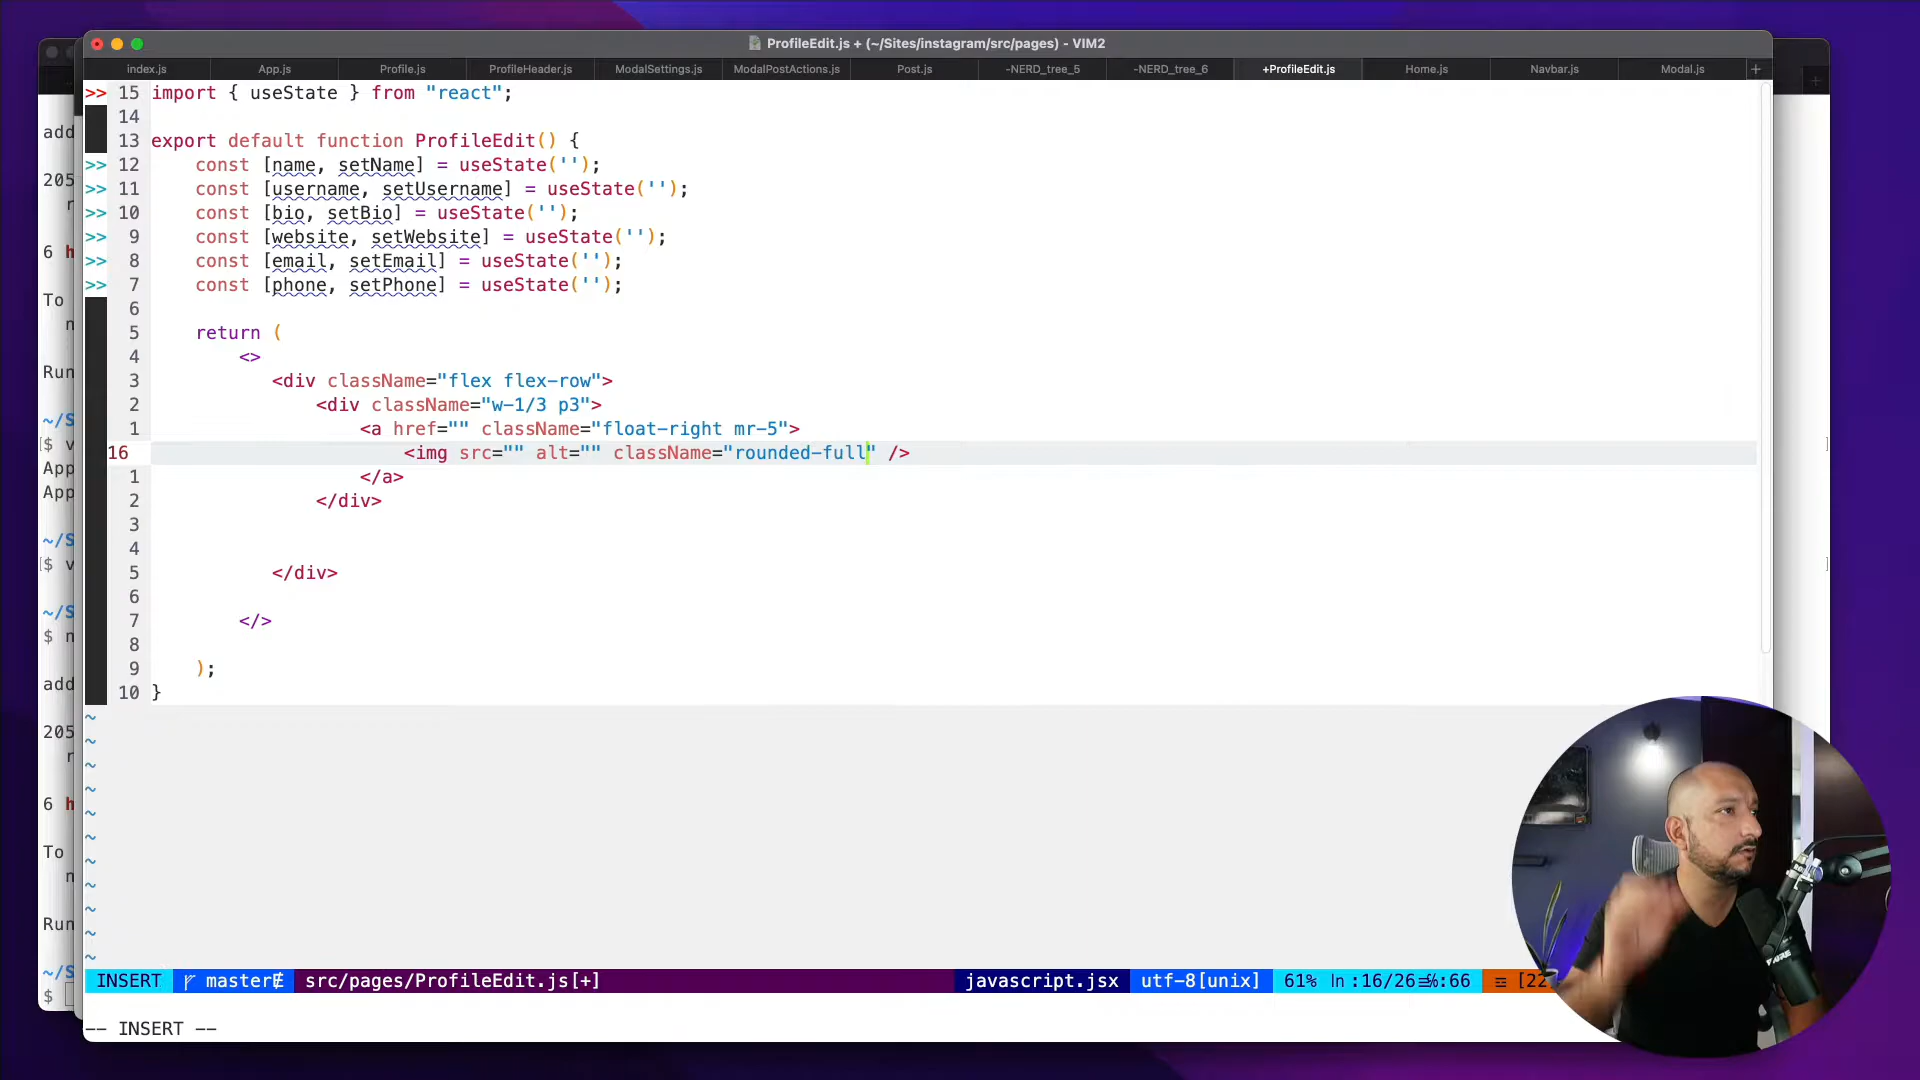 ProfileEdit.js + (~/Sites/instagram/src/pages) - VIM2
index.js App.js Profile.js ProfileHeader.js ModalSettings.js ModalPostActions.js Post.js -NERD_tree_5 -NERD_tree_6 +ProfileEdit.js Home.js Navbar.js Modal.js +
>> 15 import { useState } from "react";
14
13 export default function ProfileEdit() {
>> 12 const [name, setName] = useState('');
>> 11 const [username, setUsername] = useState('');
>> 10 const [bio, setBio] = useState('');
>> 9 const [website, setWebsite] = useState('');
>> 8 const [email, setEmail] = useState('');
>> 7 const [phone, setPhone] = useState('');
6
5 return (
4 <>
3 <div className="flex flex-row">
2 <div className="w-1/3 p3">
1 <a href="" className="float-right mr-5">
16 <img src="" alt="" className="rounded-full" />
1 </a>
2 </div>
3
4
5 </div>
6
7 </>
8
9 );
10 }
~
~
~
~
~
~
~
~
~
~
~
INSERT master src/pages/ProfileEdit.js[+] javascript.jsx utf-8[unix] 61% ln :16/26 :66
-- INSERT --
add
205
6 h
To
n
Run
~/S
$ v
App
App
~/S
$ v
~/S
$ n
add
205
6 h
To
n
Run
~/S
$